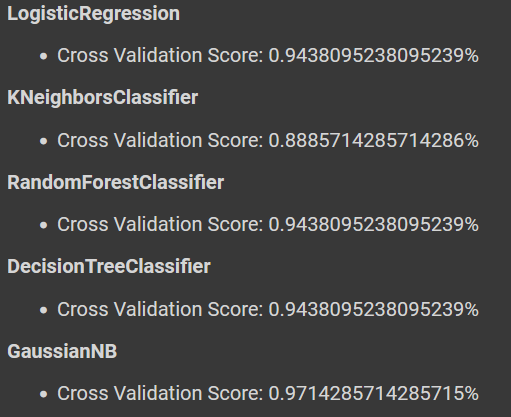 LogisticRegression
• Cross Validation Score: 0.9438095238095239%
KNeighborsClassifier
• Cross Validation Score: 0.8885714285714286%
RandomForestClassifier
• Cross Validation Score: 0.9438095238095239%
DecisionTreeClassifier
• Cross Validation Score: 0.9438095238095239%
GaussianNB
• Cross Validation Score: 0.9714285714285715%